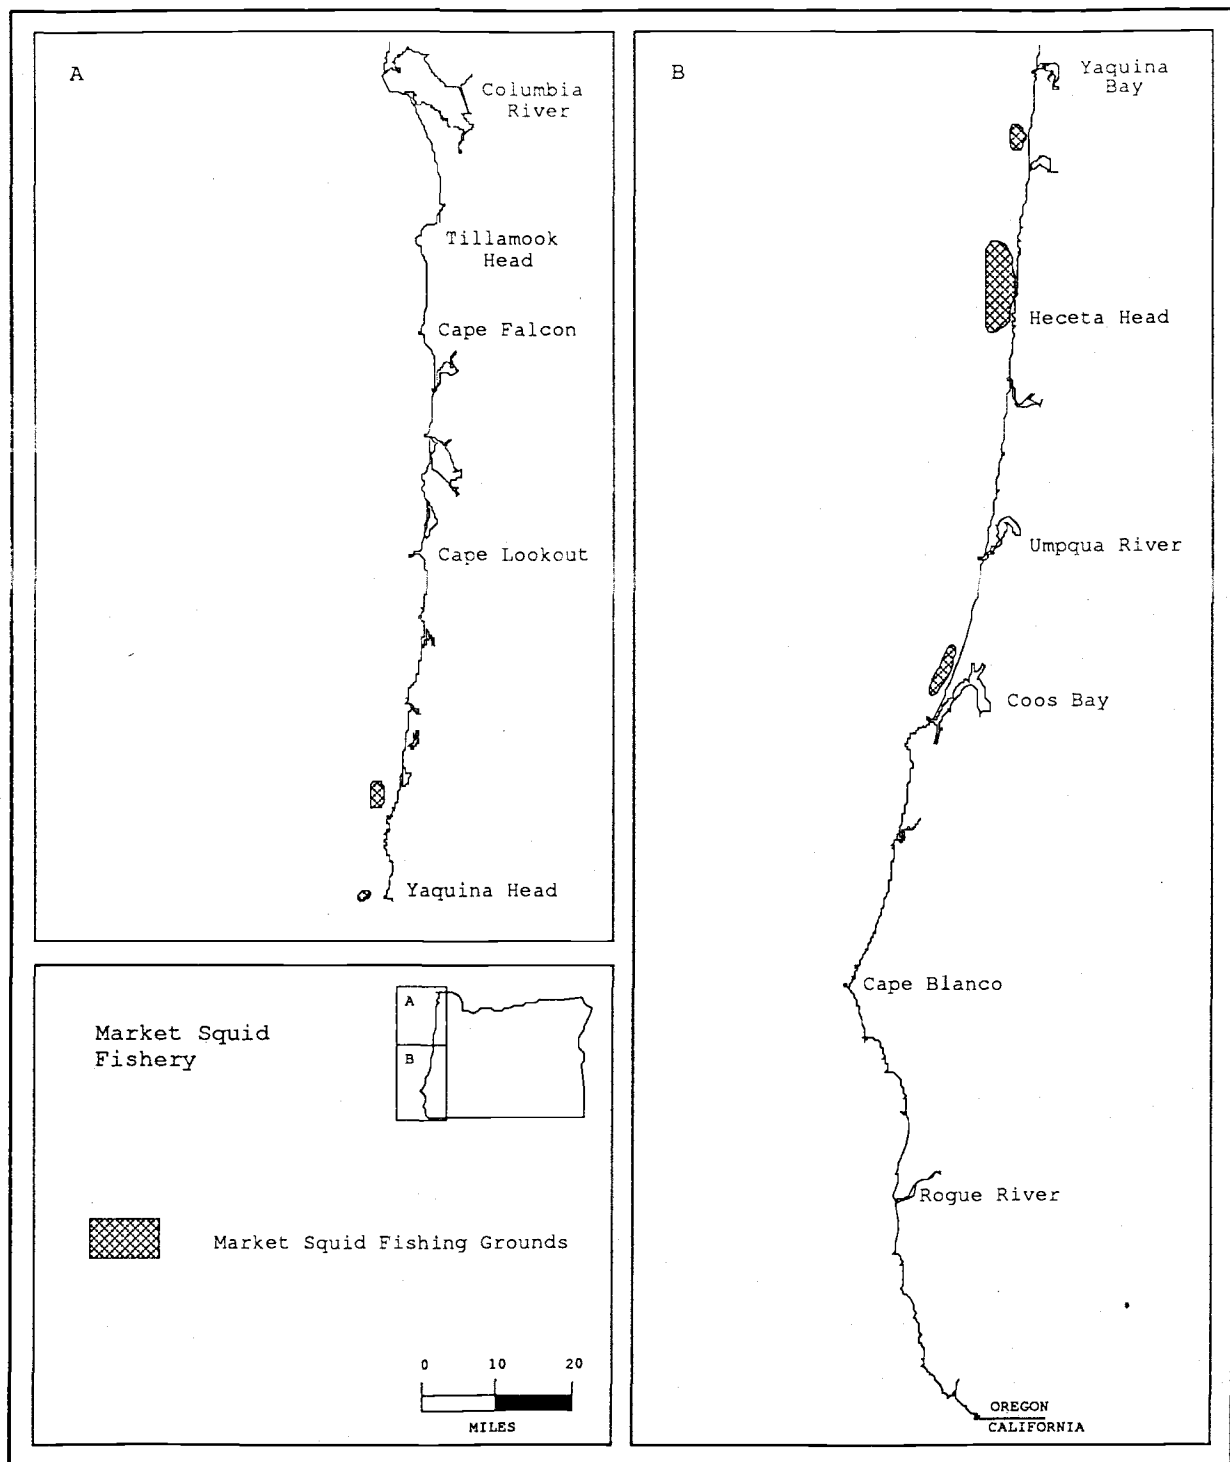 A
Columbia
River
Tillamook
Head
Cape Falcon
Cape Lookout
Yaquina Head
B
Yaquina
Bay
Heceta Head
Umpqua River
Coos Bay
Cape Blanco
Rogue River
OREGON
CALIFORNIA
Market Squid
Fishery
A
B
Market Squid Fishing Grounds
0 10 20
MILES